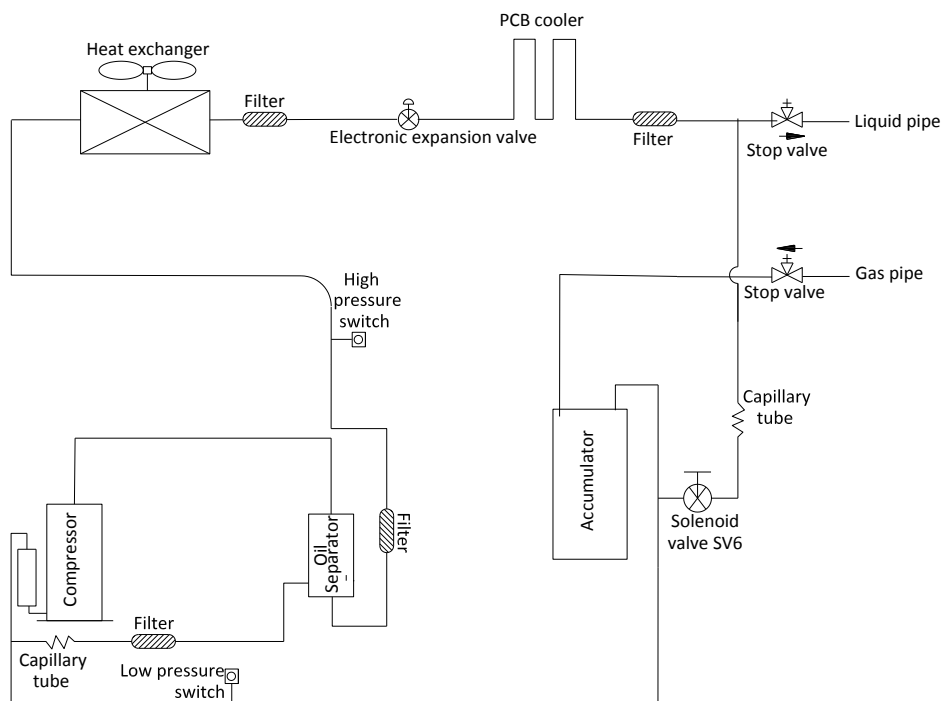 PCB cooler
Heat exchanger
Filter
Electronic expansion valve
Filter
Stop valve
Liquid pipe
High
pressure
switch
Stop valve
Gas pipe
Capillary
tube
Accumulator
Solenoid
valve SV6
Compressor
Oil
Separator
Filter
Filter
Capillary
tube
Low pressure
switch